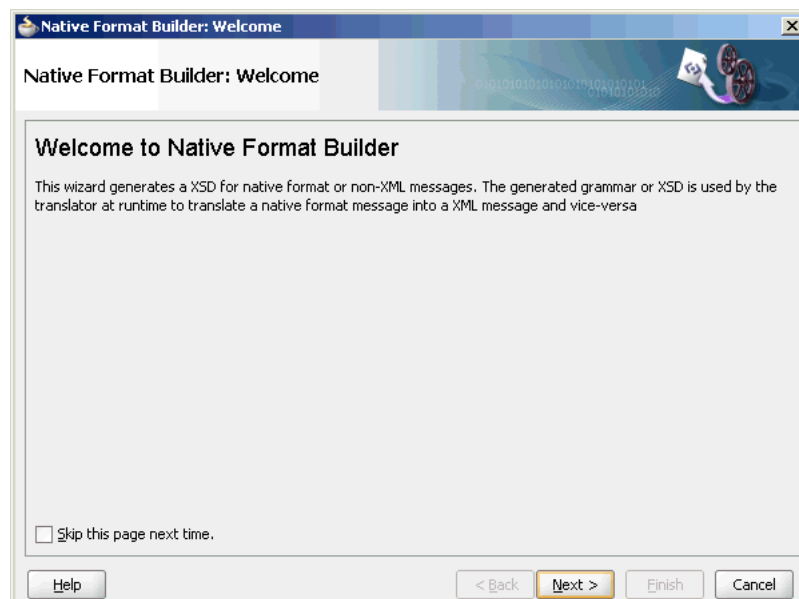 Native Format Builder: Welcome
Native Format Builder: Welcome
Welcome to Native Format Builder
This wizard generates a XSD for native format or non-XML messages. The generated grammar or XSD is used by the
translator at runtime to translate a native format message into a XML message and vice-versa
Skip this page next time.
Help
< Back
Next >
Finish
Cancel